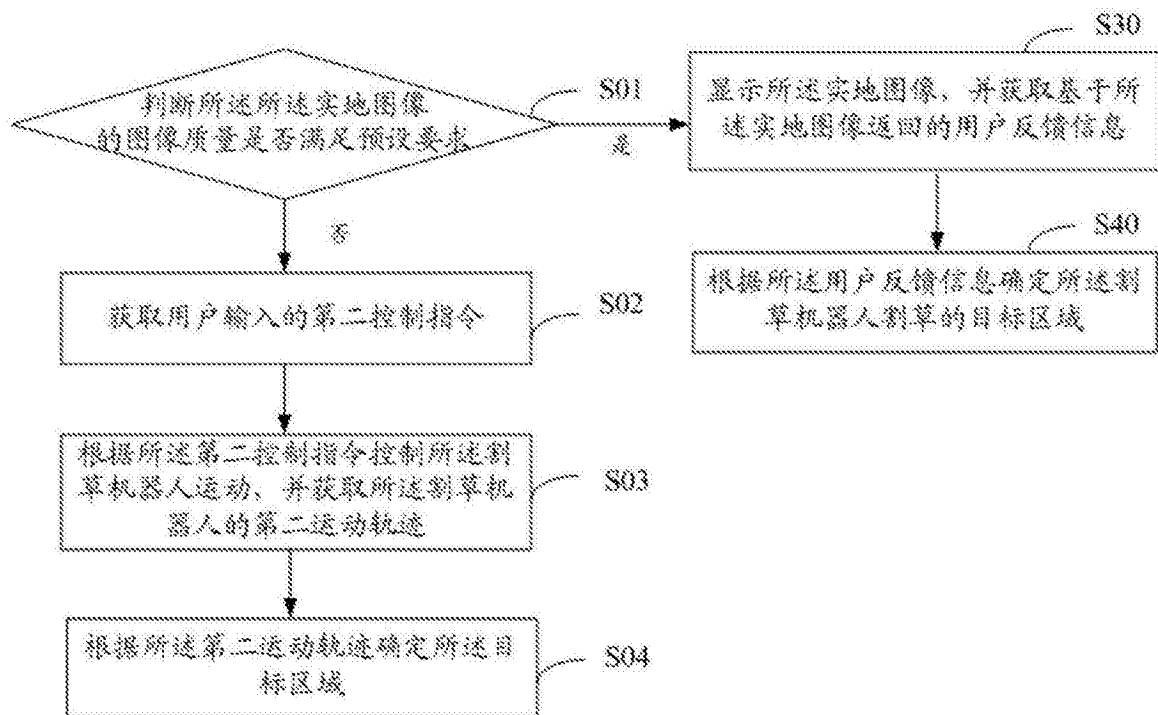 判断所述所述实地图像
的图像质量是否满足预设要求
S01
是
S30
显示所述实地图像，并获取基于所
述实地图像返回的用户反馈信息
S40
根据所述用户反馈信息确定所述割
草机器人割草的目标区域
否
获取用户输入的第二控制指令
S02
根据所述第二控制指令控制所述割
草机器人运动，并获取所述割草机
器人的第二运动轨迹
S03
根据所述第二运动轨迹确定所述目
标区域
S04